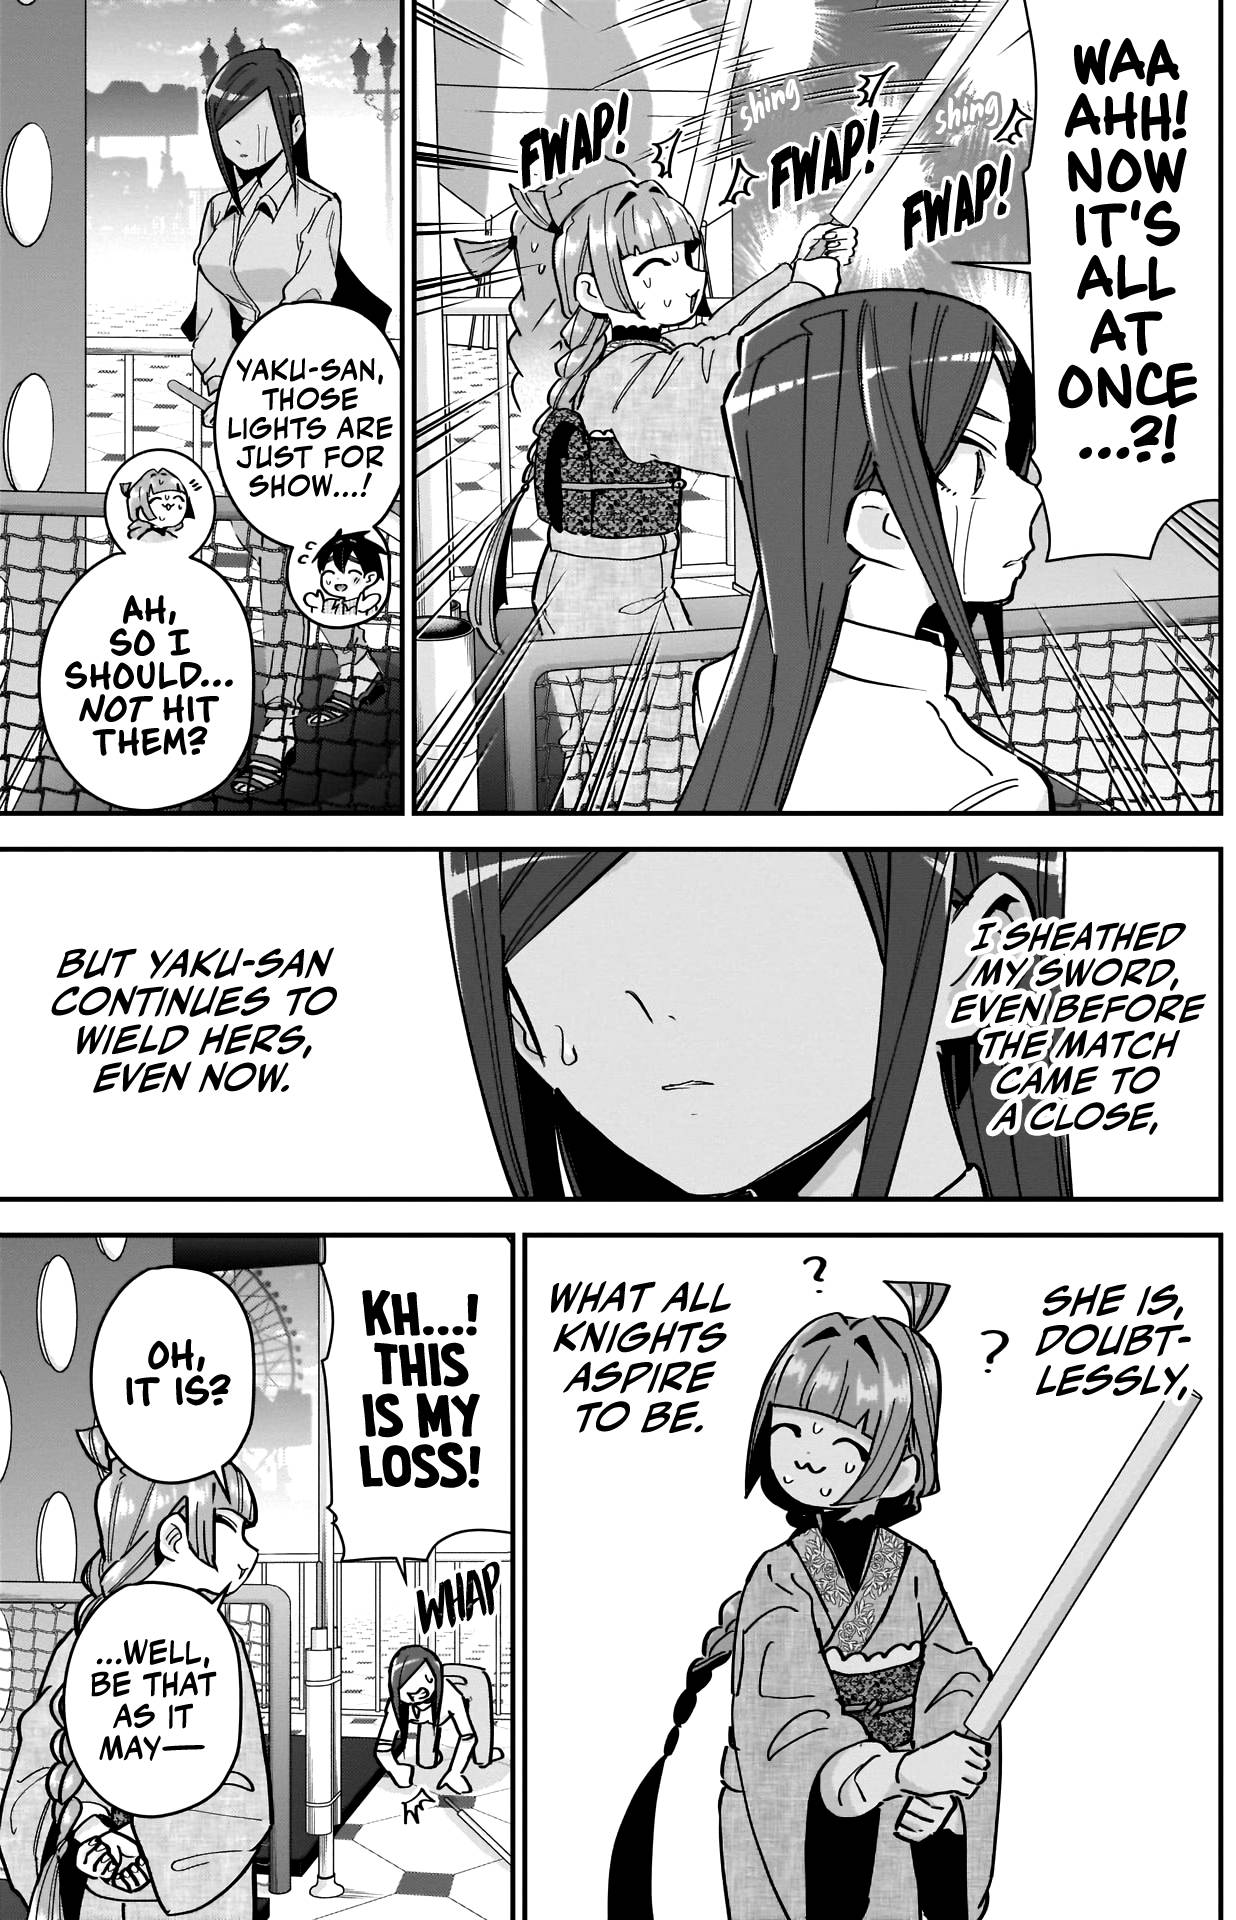 WAA
AHH!
NOW
IT'S
ALL
AT
ONCE
...?!
shing
FWAP!
shing
FWAP!
FWAP!
YAKU-SAN,
THOSE
LIGHTS ARE
JUST FOR
SHOW...!
AH,
SO I
SHOULD...
NOT HIT
THEM?
I SHEATHED
MY SWORD,
EVEN BEFORE
THE MATCH
CAME TO
A CLOSE,
BUT YAKU-SAN
CONTINUES TO
WIELD HERS,
EVEN NOW.
SHE IS,
DOUBT-
LESSLY,
?
?
WHAT ALL
KNIGHTS
ASPIRE
TO BE.
KH...!
THIS
IS MY
LOSS!
WHAP
OH,
IT IS?
...WELL,
BE THAT
AS IT
MAY—